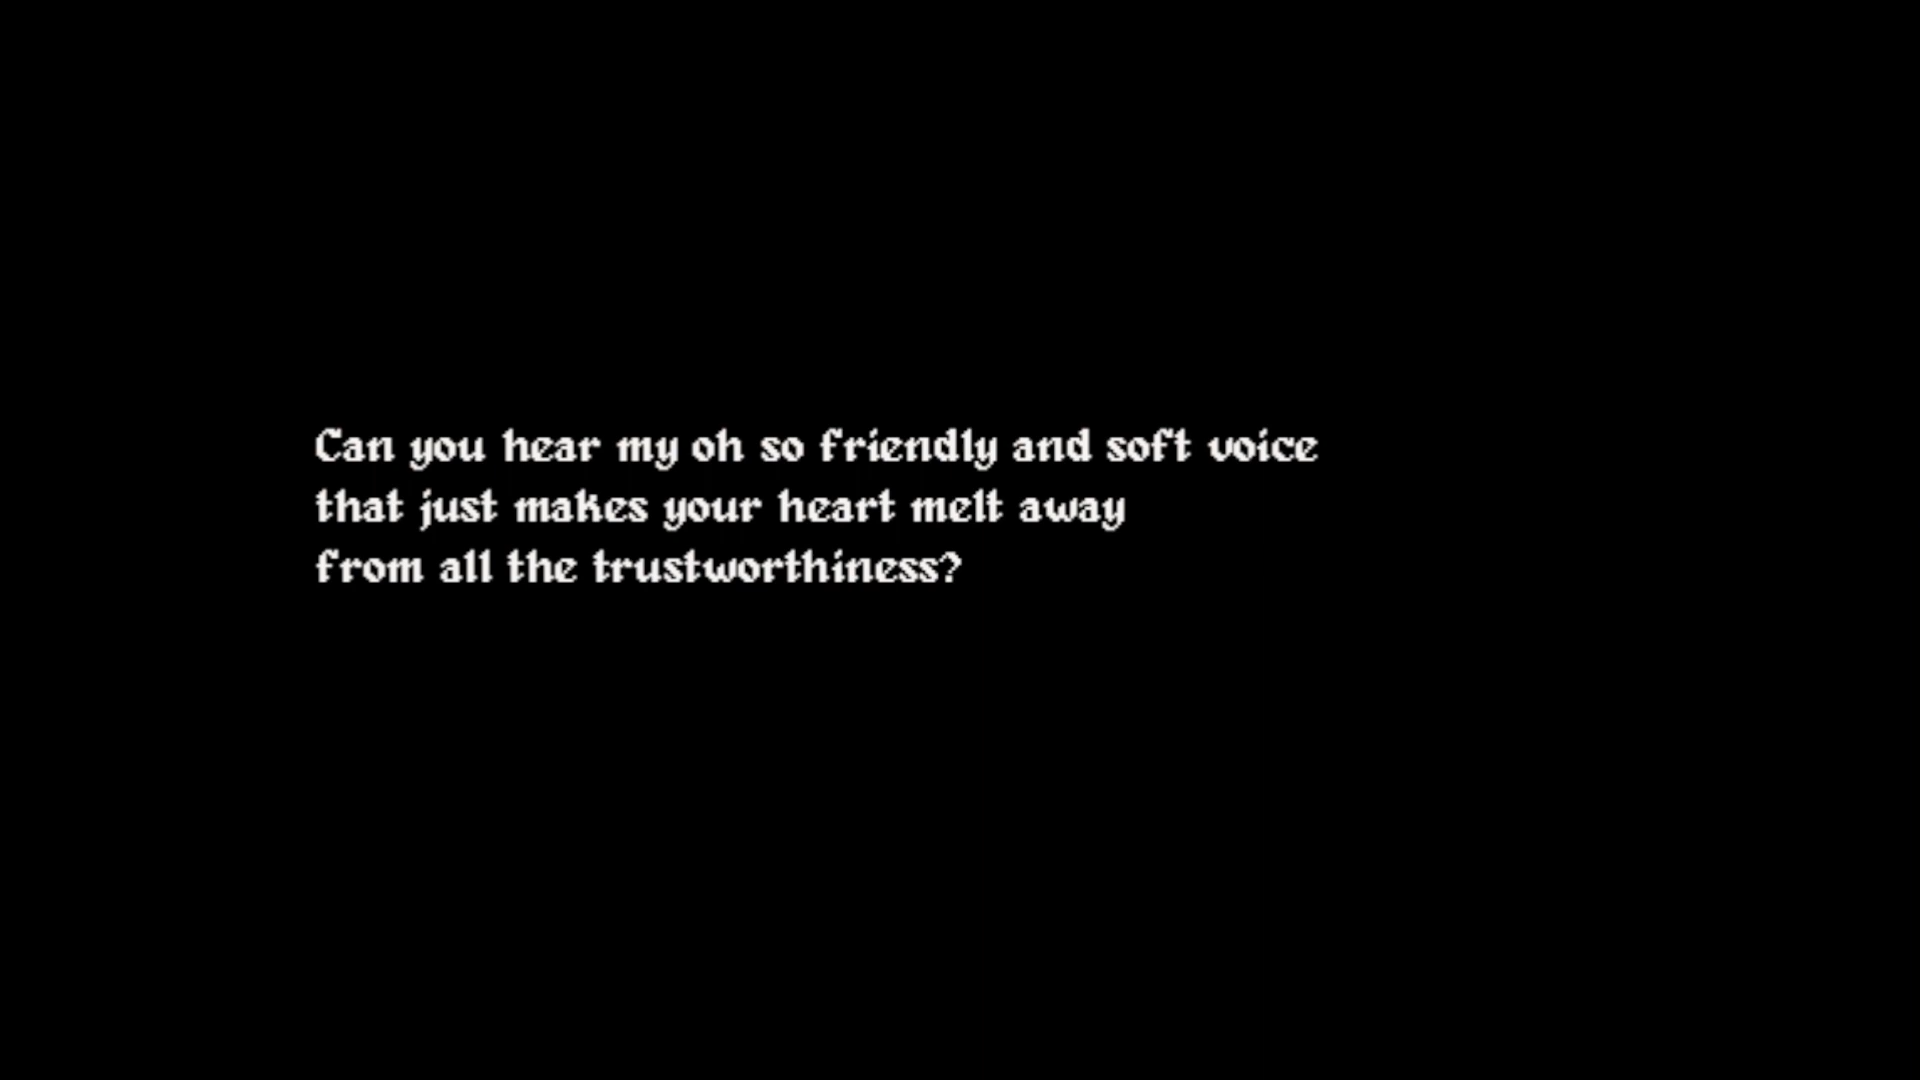 Can you hear my oh so friendly and soft voice
that just makes your heart melt away
from all the trustworthiness?